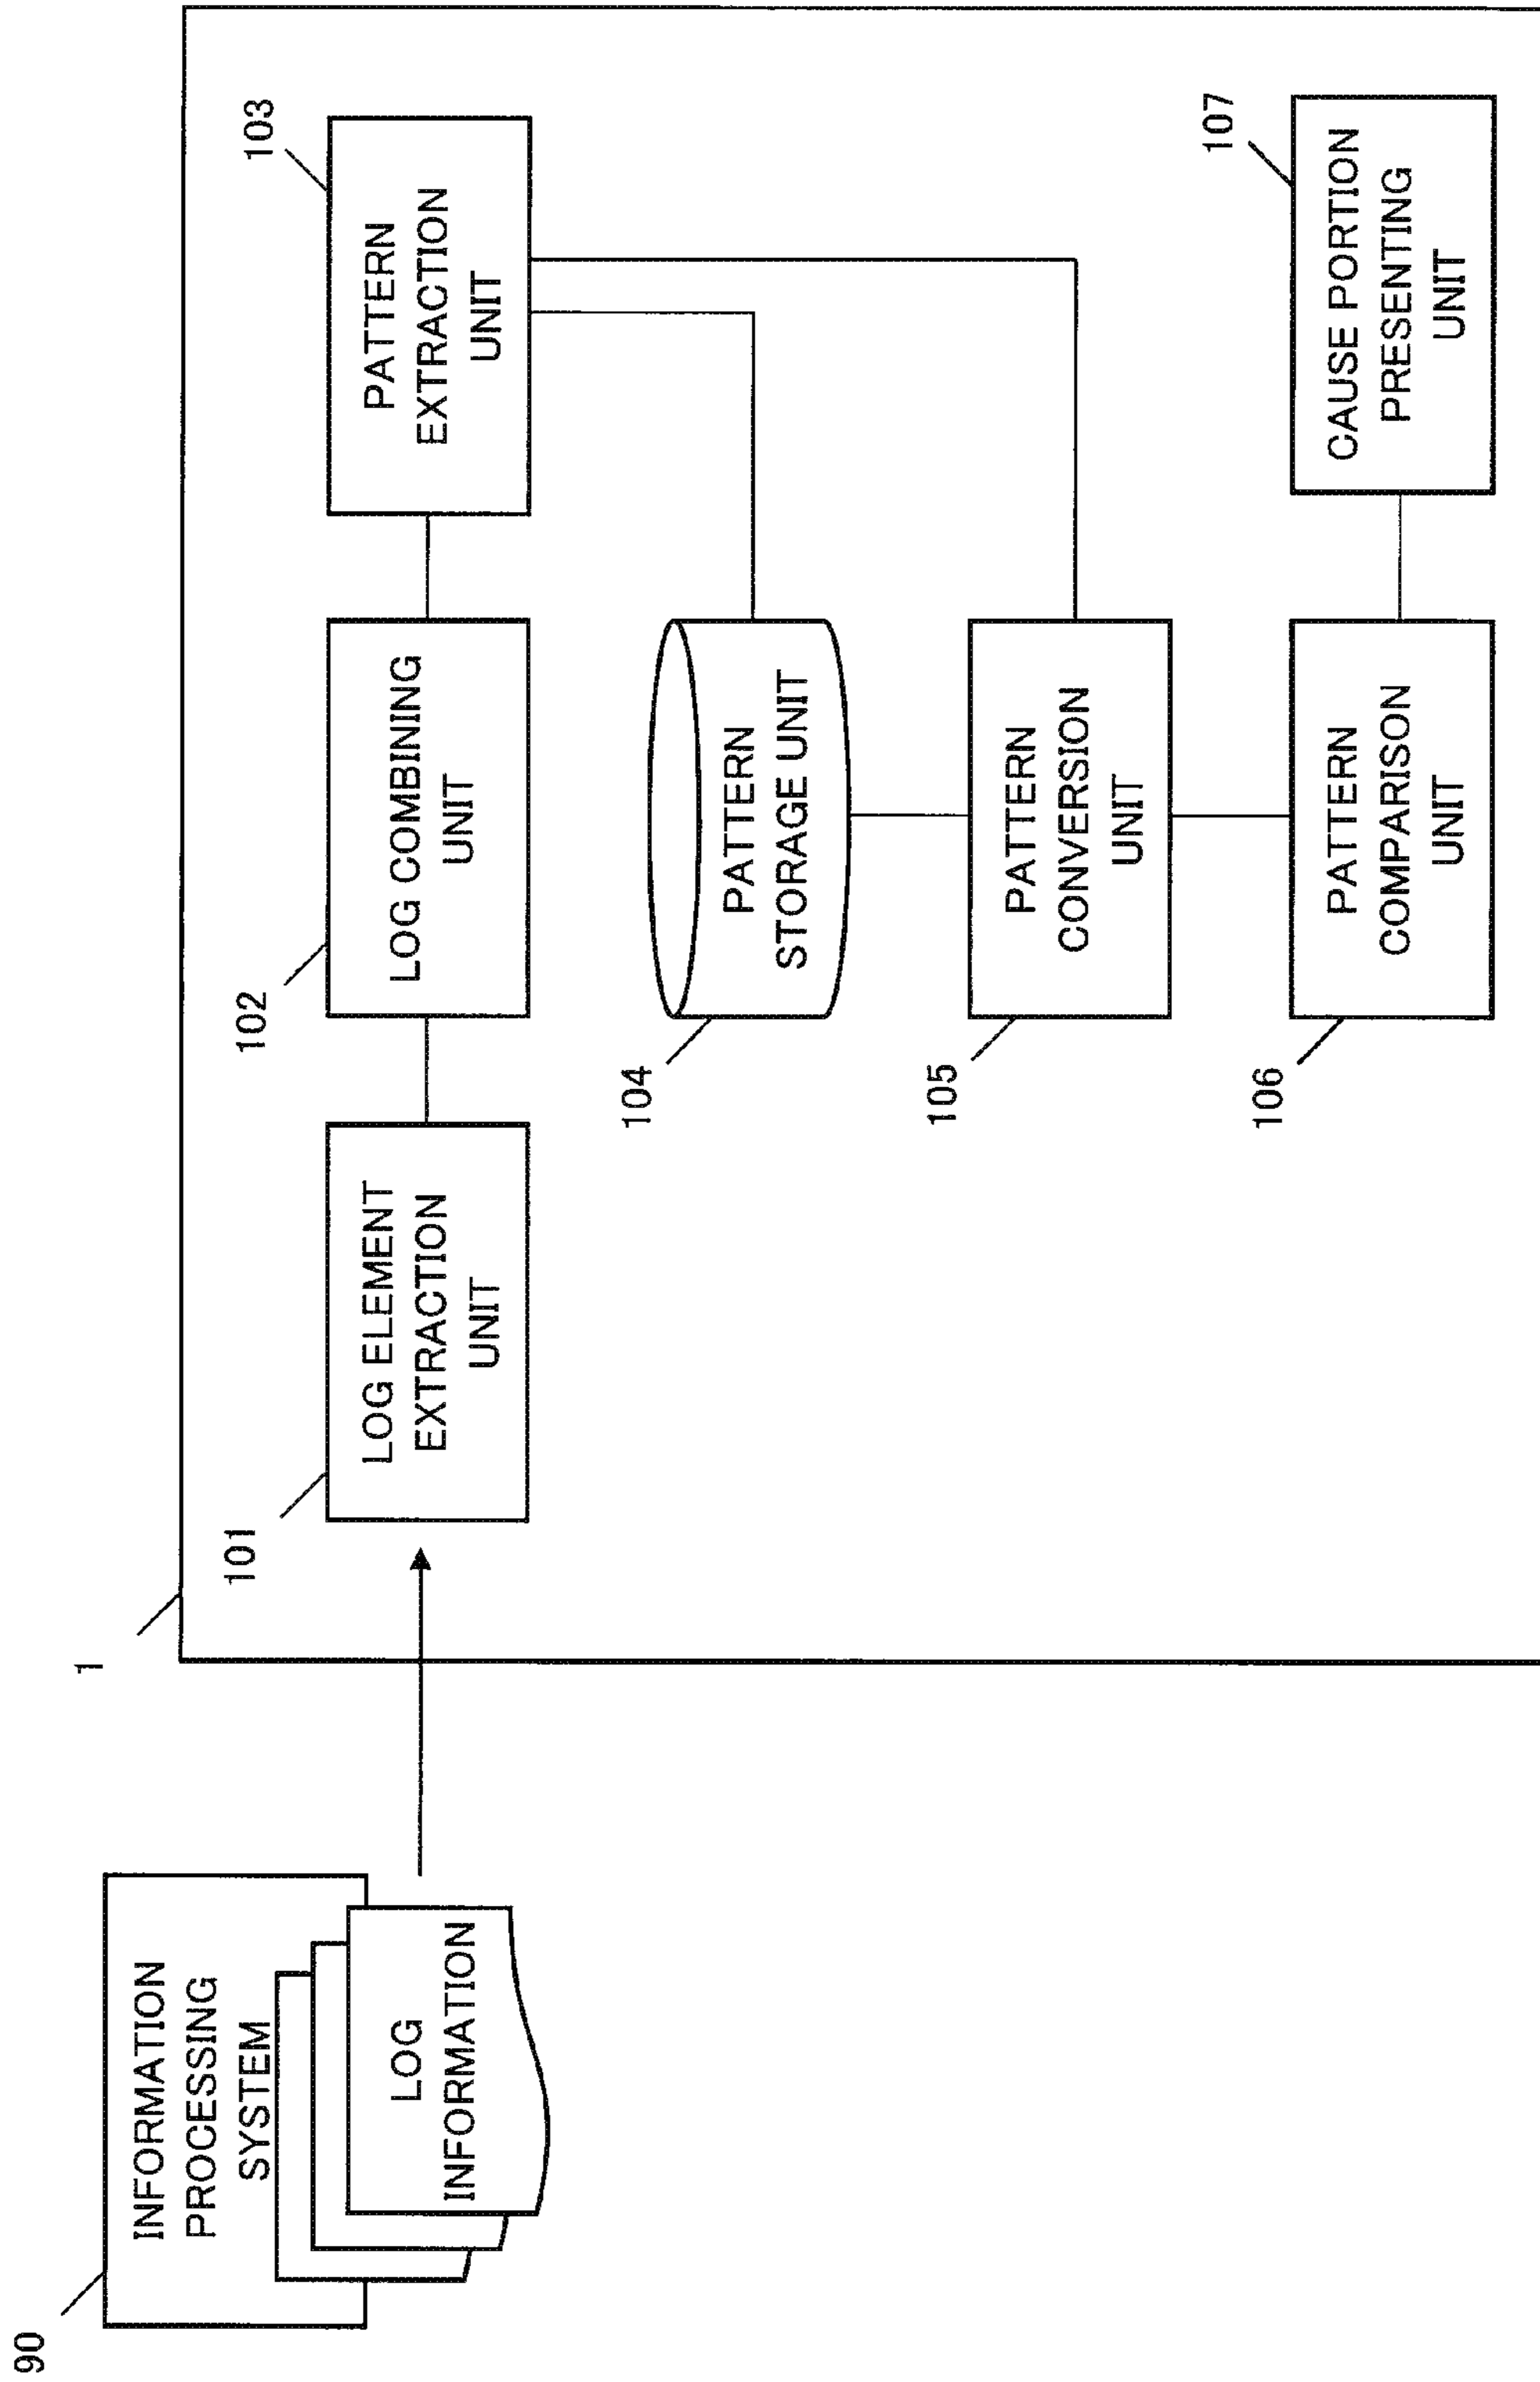 90
INFORMATION
PROCESSING
SYSTEM
LOG
INFORMATION
1
101
LOG ELEMENT
EXTRACTION
UNIT
102
LOG COMBINING
UNIT
103
PATTERN
EXTRACTION
UNIT
104
PATTERN
STORAGE UNIT
105
PATTERN
CONVERSION
UNIT
106
PATTERN
COMPARISON
UNIT
107
CAUSE PORTION
PRESENTING
UNIT